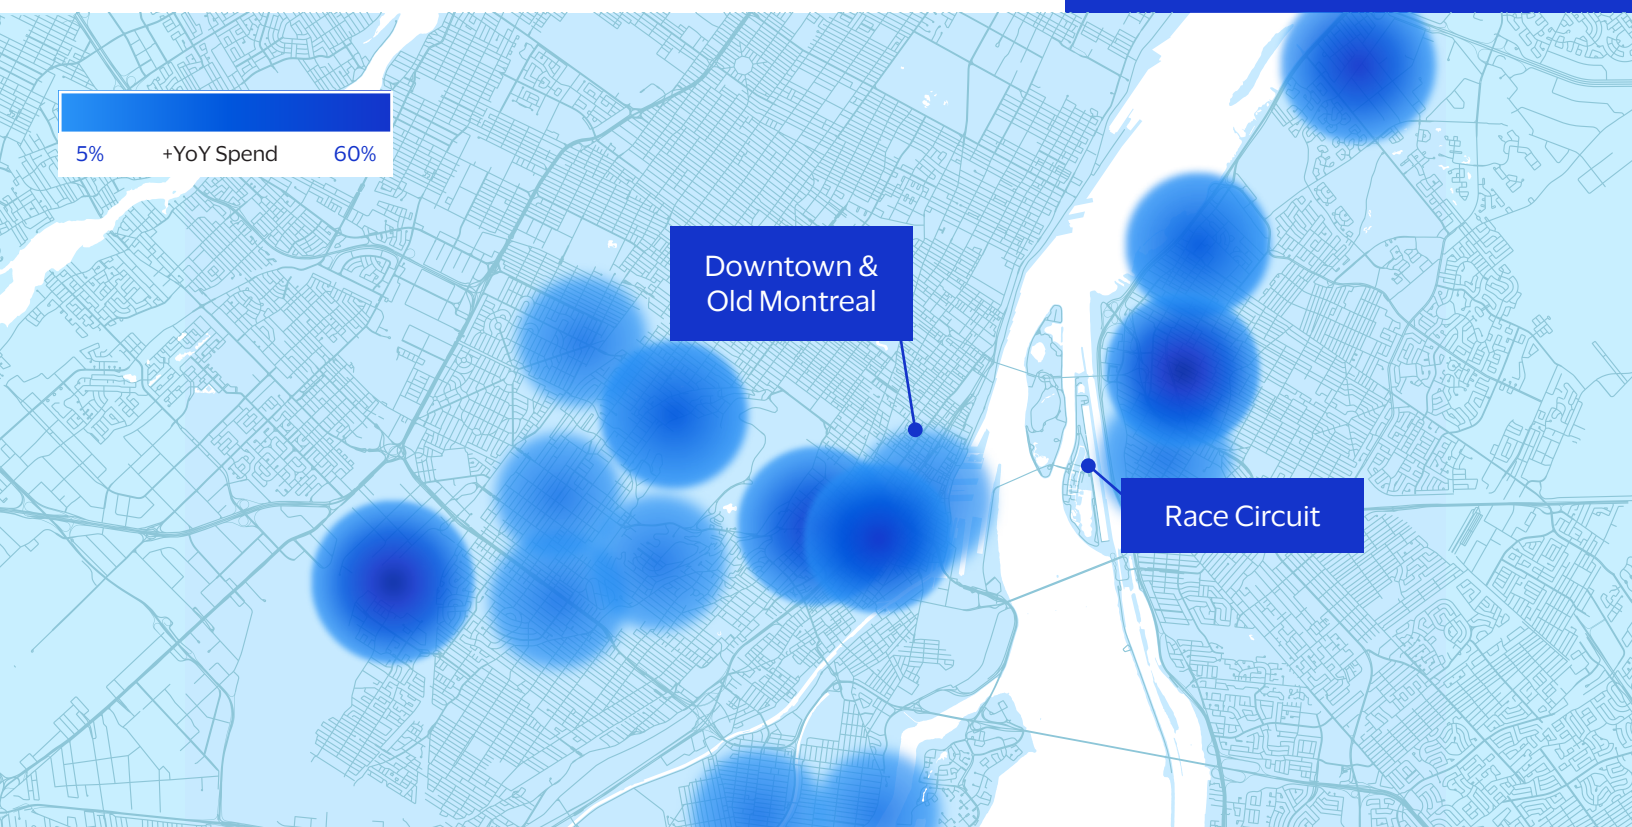 5% +YoY Spend 60%
Downtown &
Old Montreal
Race Circuit